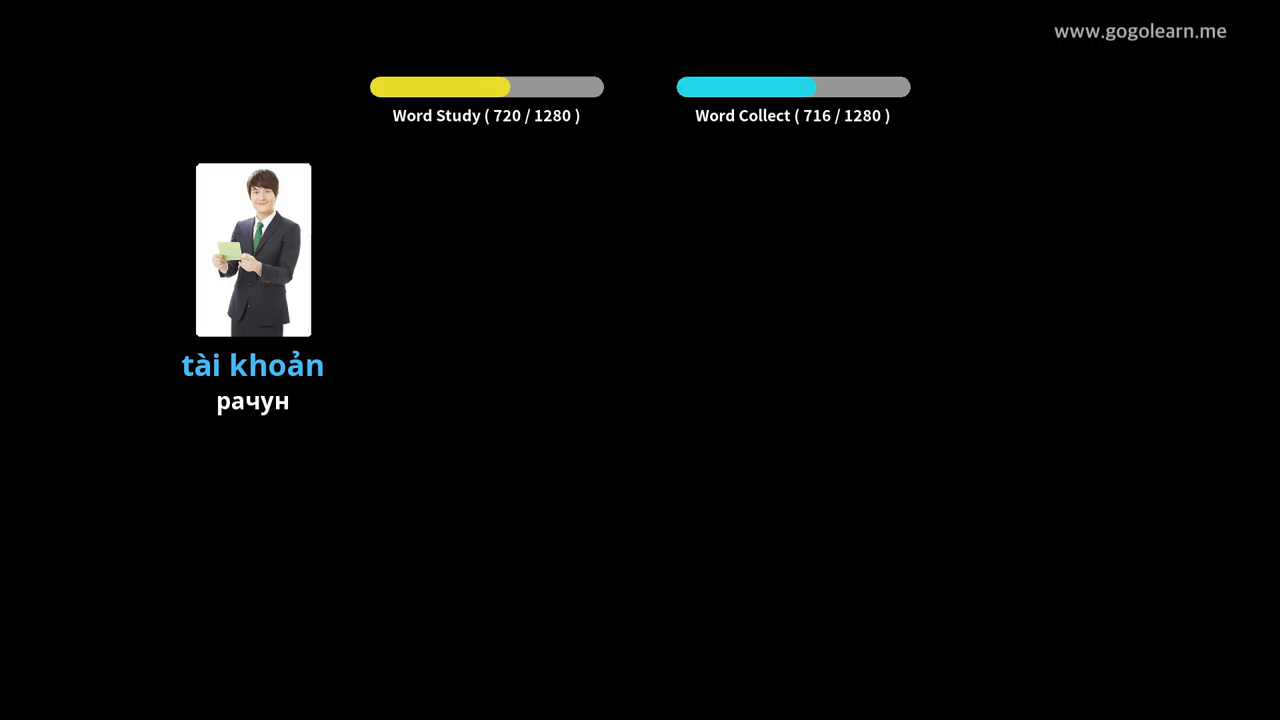 www.gogolearn.me
Word Study ( 720 / 1280 )
Word Collect ( 716 / 1280 )
tài khoản
рачун